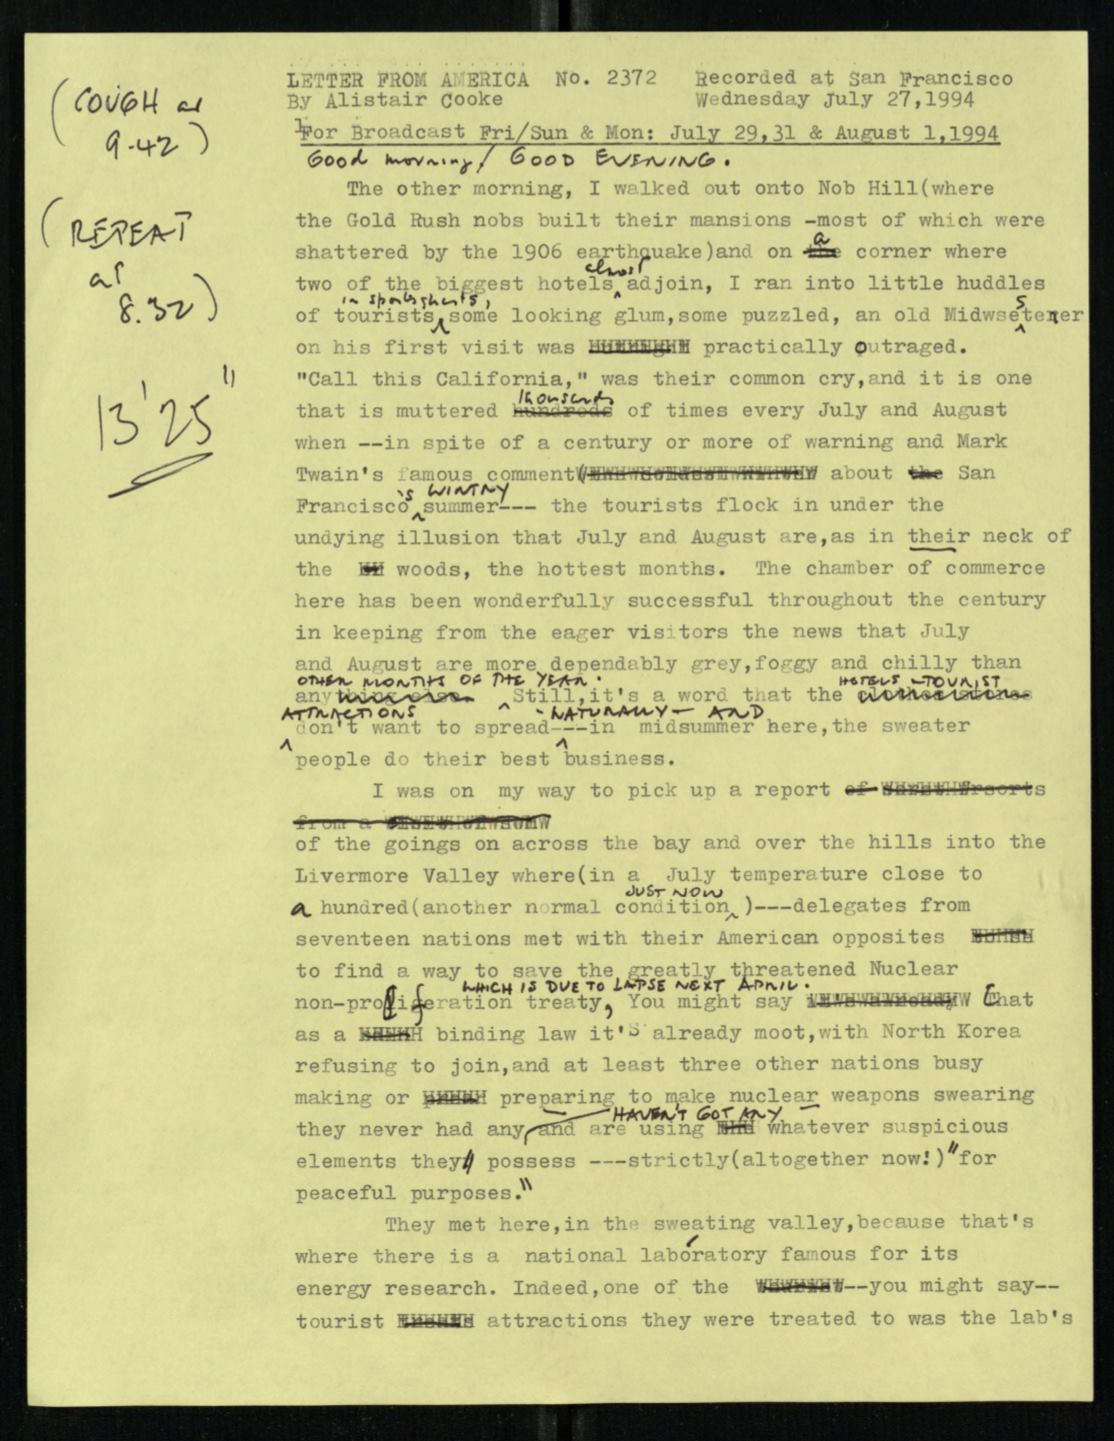 (COUGH at
9.42)
(REPEAT
at
8.32)
13'25"
LETTER FROM AMERICA No. 2372 Recorded at San Francisco
By Alistair Cooke Wednesday July 27,1994
For Broadcast Fri/Sun & Mon: July 29,31 & August 1,1994
Good morning/ GOOD EVENING.
The other morning, I walked out onto Nob Hill(where
the Gold Rush nobs built their mansions -most of which were
a
shattered by the 1906 earthquake)and on the corner where
almost
two of the biggest hotels adjoin, I ran into little huddles
in sportsshirts,
of tourists some looking glum,some puzzled, an old Midwsetener
s
on his first visit was practically outraged.
"Call this California," was their common cry,and it is one
thousands
that is muttered hundreds of times every July and August
when --in spite of a century or more of warning and Mark
Twain's famous comment( about the San
's WINTRY
Francisco summer--- the tourists flock in under the
undying illusion that July and August are,as in their neck of
the woods, the hottest months. The chamber of commerce
here has been wonderfully successful throughout the century
in keeping from the eager visitors the news that July
and August are more dependably grey,foggy and chilly than
OTHER MONTHS OF THE YEAR. HOTELS - TOURIST
anything else. Still,it's a word that the
ATTRACTIONS - NATURALLY - AND
don't want to spread---in midsummer here,the sweater
people do their best business.
I was on my way to pick up a report of rsorts
from a
of the goings on across the bay and over the hills into the
Livermore Valley where(in a July temperature close to
JUST NOW
a hundred(another normal condition )---delegates from
seventeen nations met with their American opposites
to find a way to save the greatly threatened Nuclear
WHICH IS DUE TO LAPSE NEXT APRIL.
non-proliferation treaty, You might say that
as a binding law it's already moot,with North Korea
refusing to join,and at least three other nations busy
making or preparing to make nuclear weapons swearing
HAVEN'T GOT ANY
they never had any, and are using whatever suspicious
elements they possess ---strictly(altogether now!)"for
peaceful purposes."
They met here,in the sweating valley,because that's
where there is a national laboratory famous for its
energy research. Indeed,one of the --you might say--
tourist attractions they were treated to was the lab's